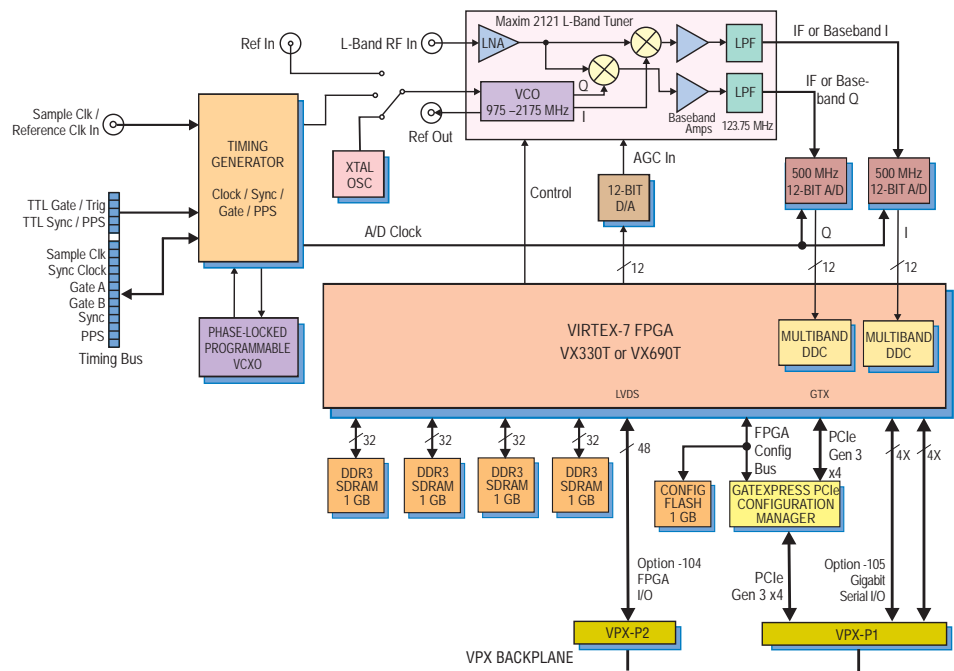 Maxim 2121 L-Band Tuner
Ref In
L-Band RF In
LNA
LPF
IF or Baseband I
Q
I
VCO
975 –2175 MHz
LPF
IF or Base-
band Q
Baseband
Amps
123.75 MHz
Ref Out
Sample Clk /
Reference Clk In
TIMING
GENERATOR
Clock / Sync /
Gate / PPS
XTAL
OSC
AGC In
Control
12-BIT
D/A
500 MHz
12-BIT A/D
500 MHz
12-BIT A/D
TTL Gate / Trig
TTL Sync / PPS
A/D Clock
Q
I
Sample Clk
Sync Clock
Gate A
Gate B
Sync
PPS
Timing Bus
12
12
12
PHASE-LOCKED
PROGRAMMABLE
VCXO
VIRTEX-7 FPGA
VX330T or VX690T
MULTIBAND
DDC
MULTIBAND
DDC
LVDS
GTX
32
32
32
32
48
FPGA
Config
Bus
PCIe
Gen 3
x4
4X
4X
DDR3
SDRAM
1 GB
DDR3
SDRAM
1 GB
DDR3
SDRAM
1 GB
DDR3
SDRAM
1 GB
CONFIG
FLASH
1 GB
GATEXPRESS PCIe
CONFIGURATION
MANAGER
Option -104
FPGA
I/O
PCIe
Gen 3 x4
Option -105
Gigabit
Serial I/O
VPX-P2
VPX-P1
VPX BACKPLANE